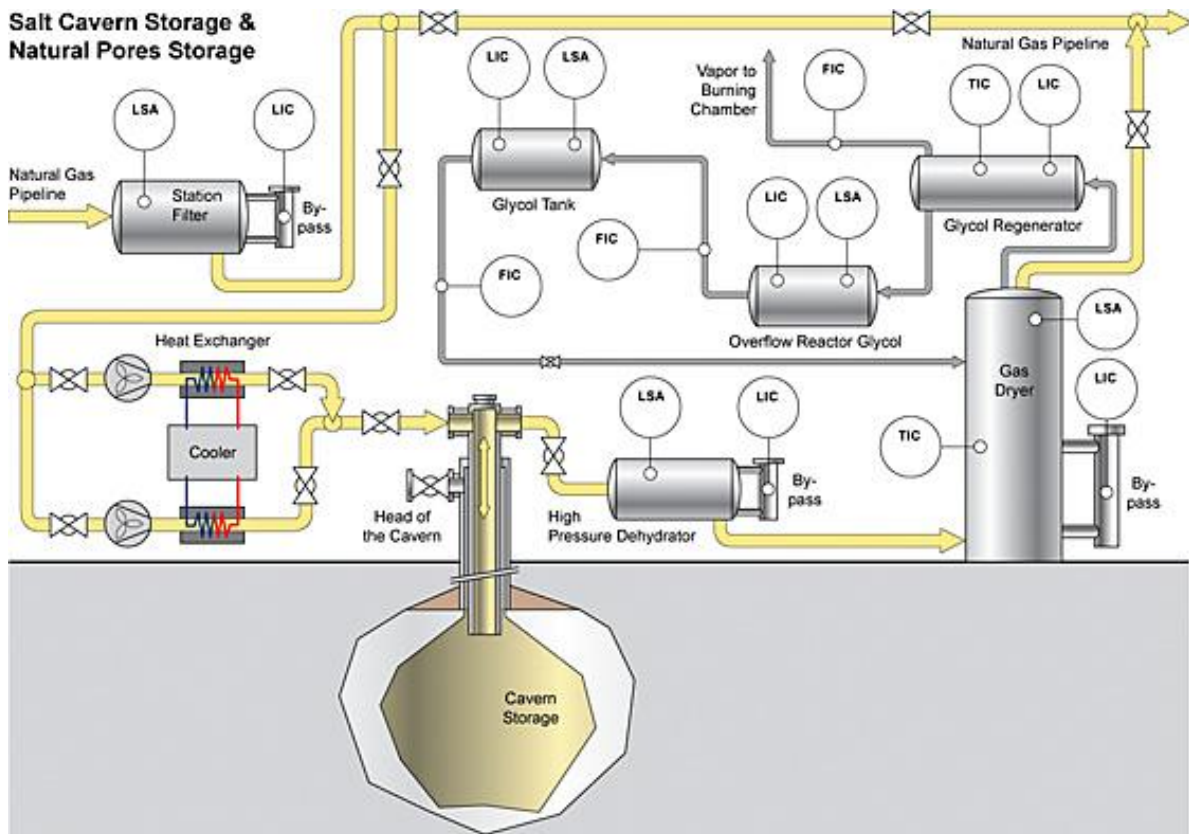 Salt Cavern Storage &
Natural Pores Storage
Natural Gas Pipeline
LIC
LSA
Vapor to
Burning
Chamber
FIC
TIC
LIC
LSA
LIC
Natural Gas
Pipeline
Station
Filter
By-
pass
Glycol Tank
LIC
LSA
Glycol Regenerator
FIC
FIC
Overflow Reactor Glycol
LSA
Heat Exchanger
Gas
Dryer
LIC
LSA
LIC
TIC
Cooler
By-
pass
By-
pass
Head of
the Cavern
High
Pressure Dehydrator
Cavern
Storage